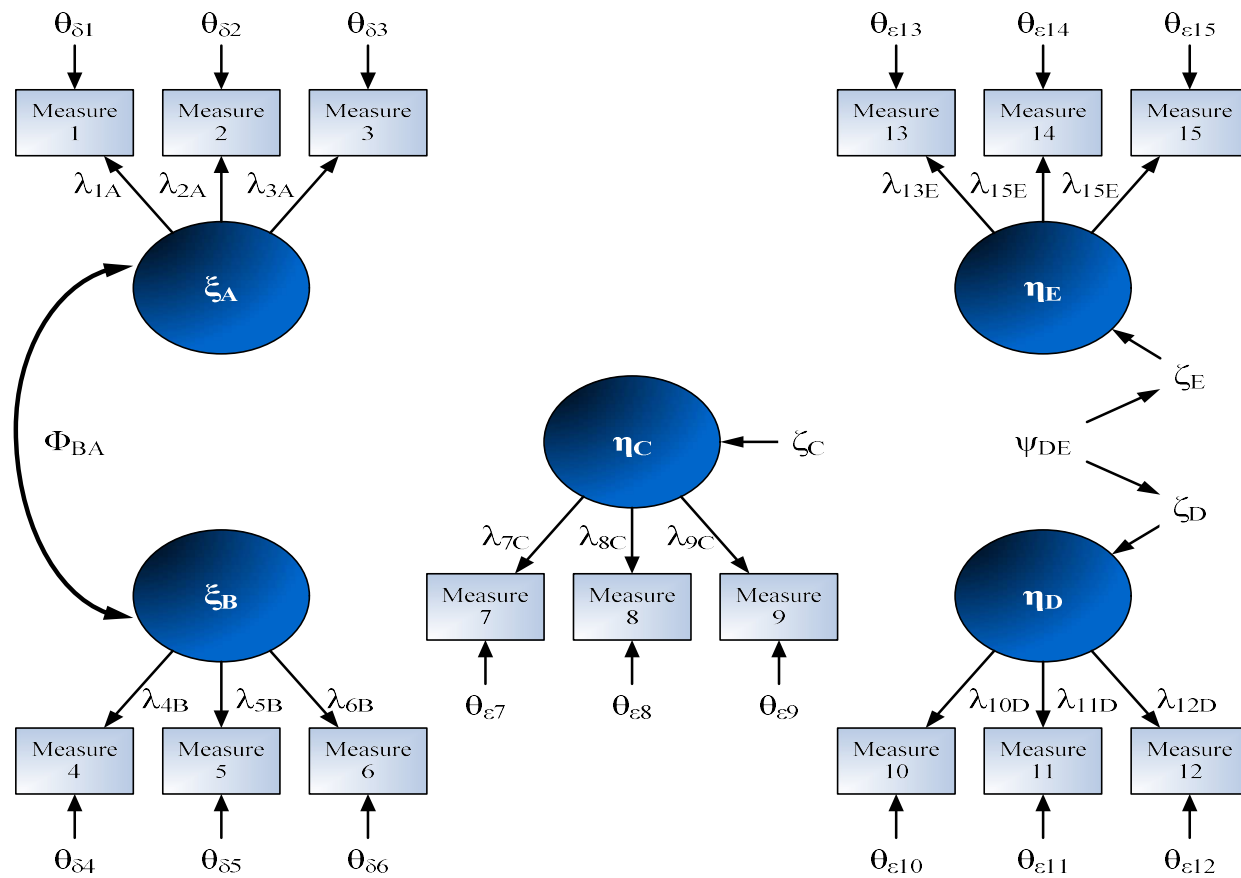 θδ1 θδ2 θδ3 θε13 θε14 θε15
Measure 1
Measure 2
Measure 3
Measure 13
Measure 14
Measure 15
λ1A λ2A λ3A λ13E λ15E λ15E
ξA
ηE
ζE
ΦBA
ηC
ζC
ψDE
ζD
λ7C λ8C λ9C
ξB
ηD
Measure 7
Measure 8
Measure 9
λ4B λ5B λ6B λ10D λ11D λ12D
θε7 θε8 θε9
Measure 4
Measure 5
Measure 6
Measure 10
Measure 11
Measure 12
θδ4 θδ5 θδ6 θε10 θε11 θε12